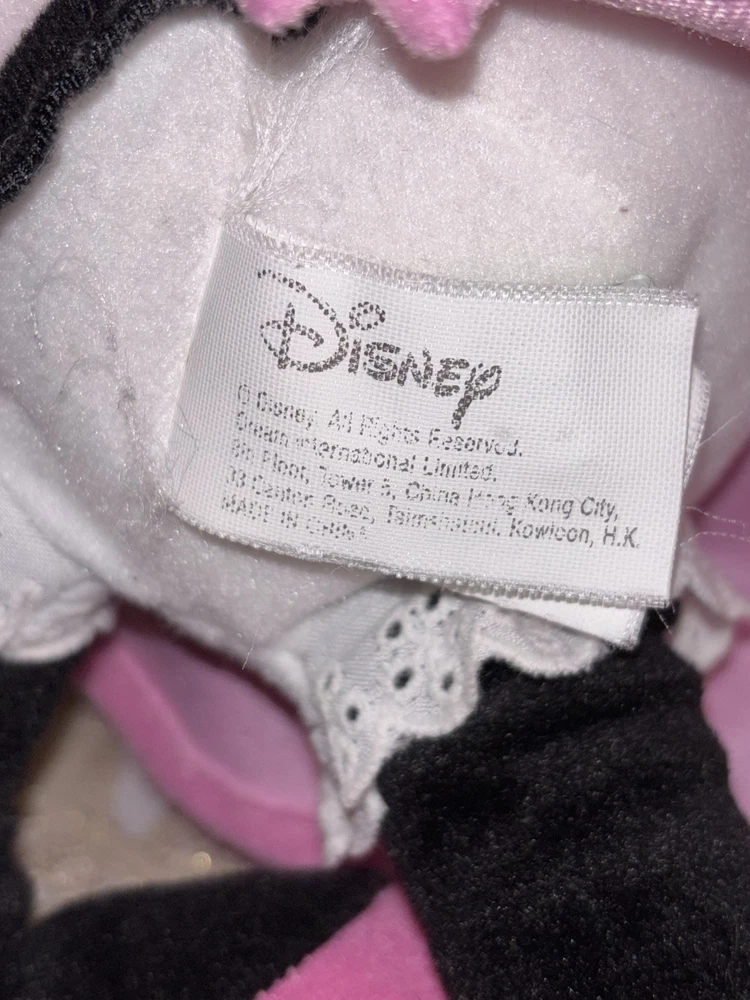 Disney
© Disney. All Rights Reserved.
Dream International Limited.
6th Floor, Tower 5, China Hong Kong City,
33 Canton Road, Tsimshatsui, Kowloon, H.K.
MADE IN CHINA